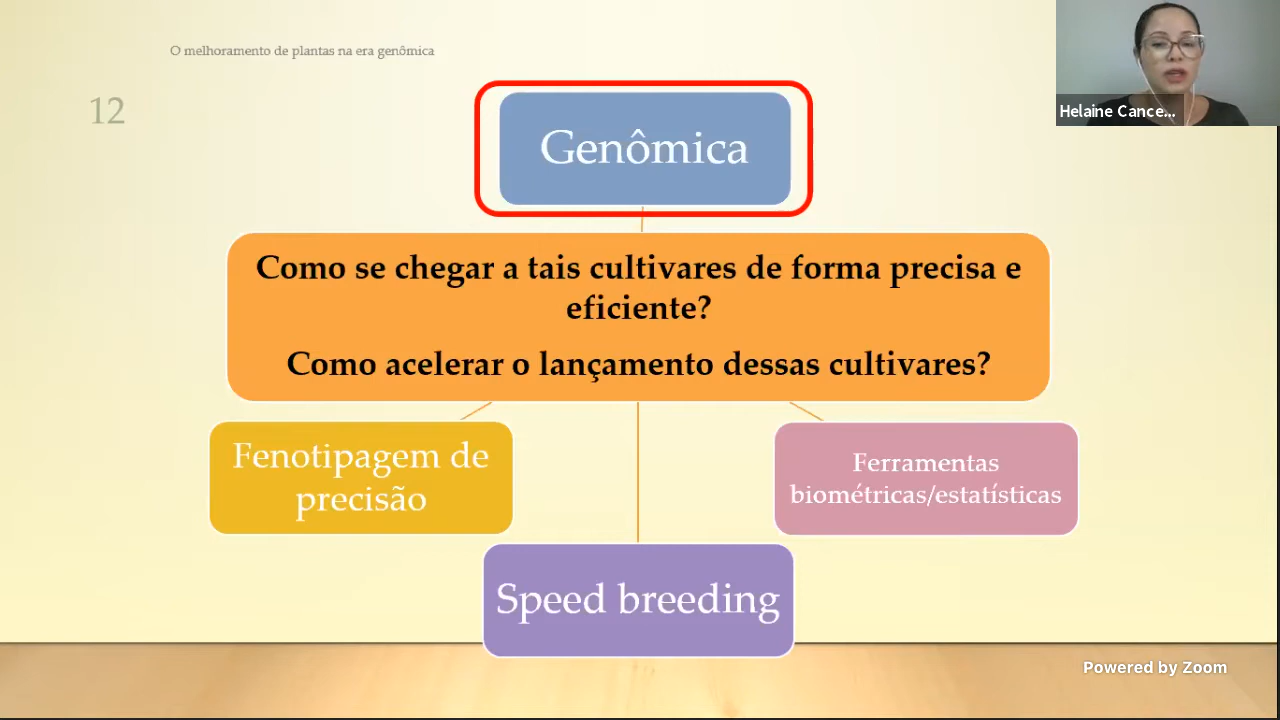 O melhoramento de plantas na era genômica
12
Genômica
Helaine Cance...
Como se chegar a tais cultivares de forma precisa e
eficiente?
Como acelerar o lançamento dessas cultivares?
Fenotipagem de
precisão
Ferramentas
biométricas/estatísticas
Speed breeding
Powered by Zoom